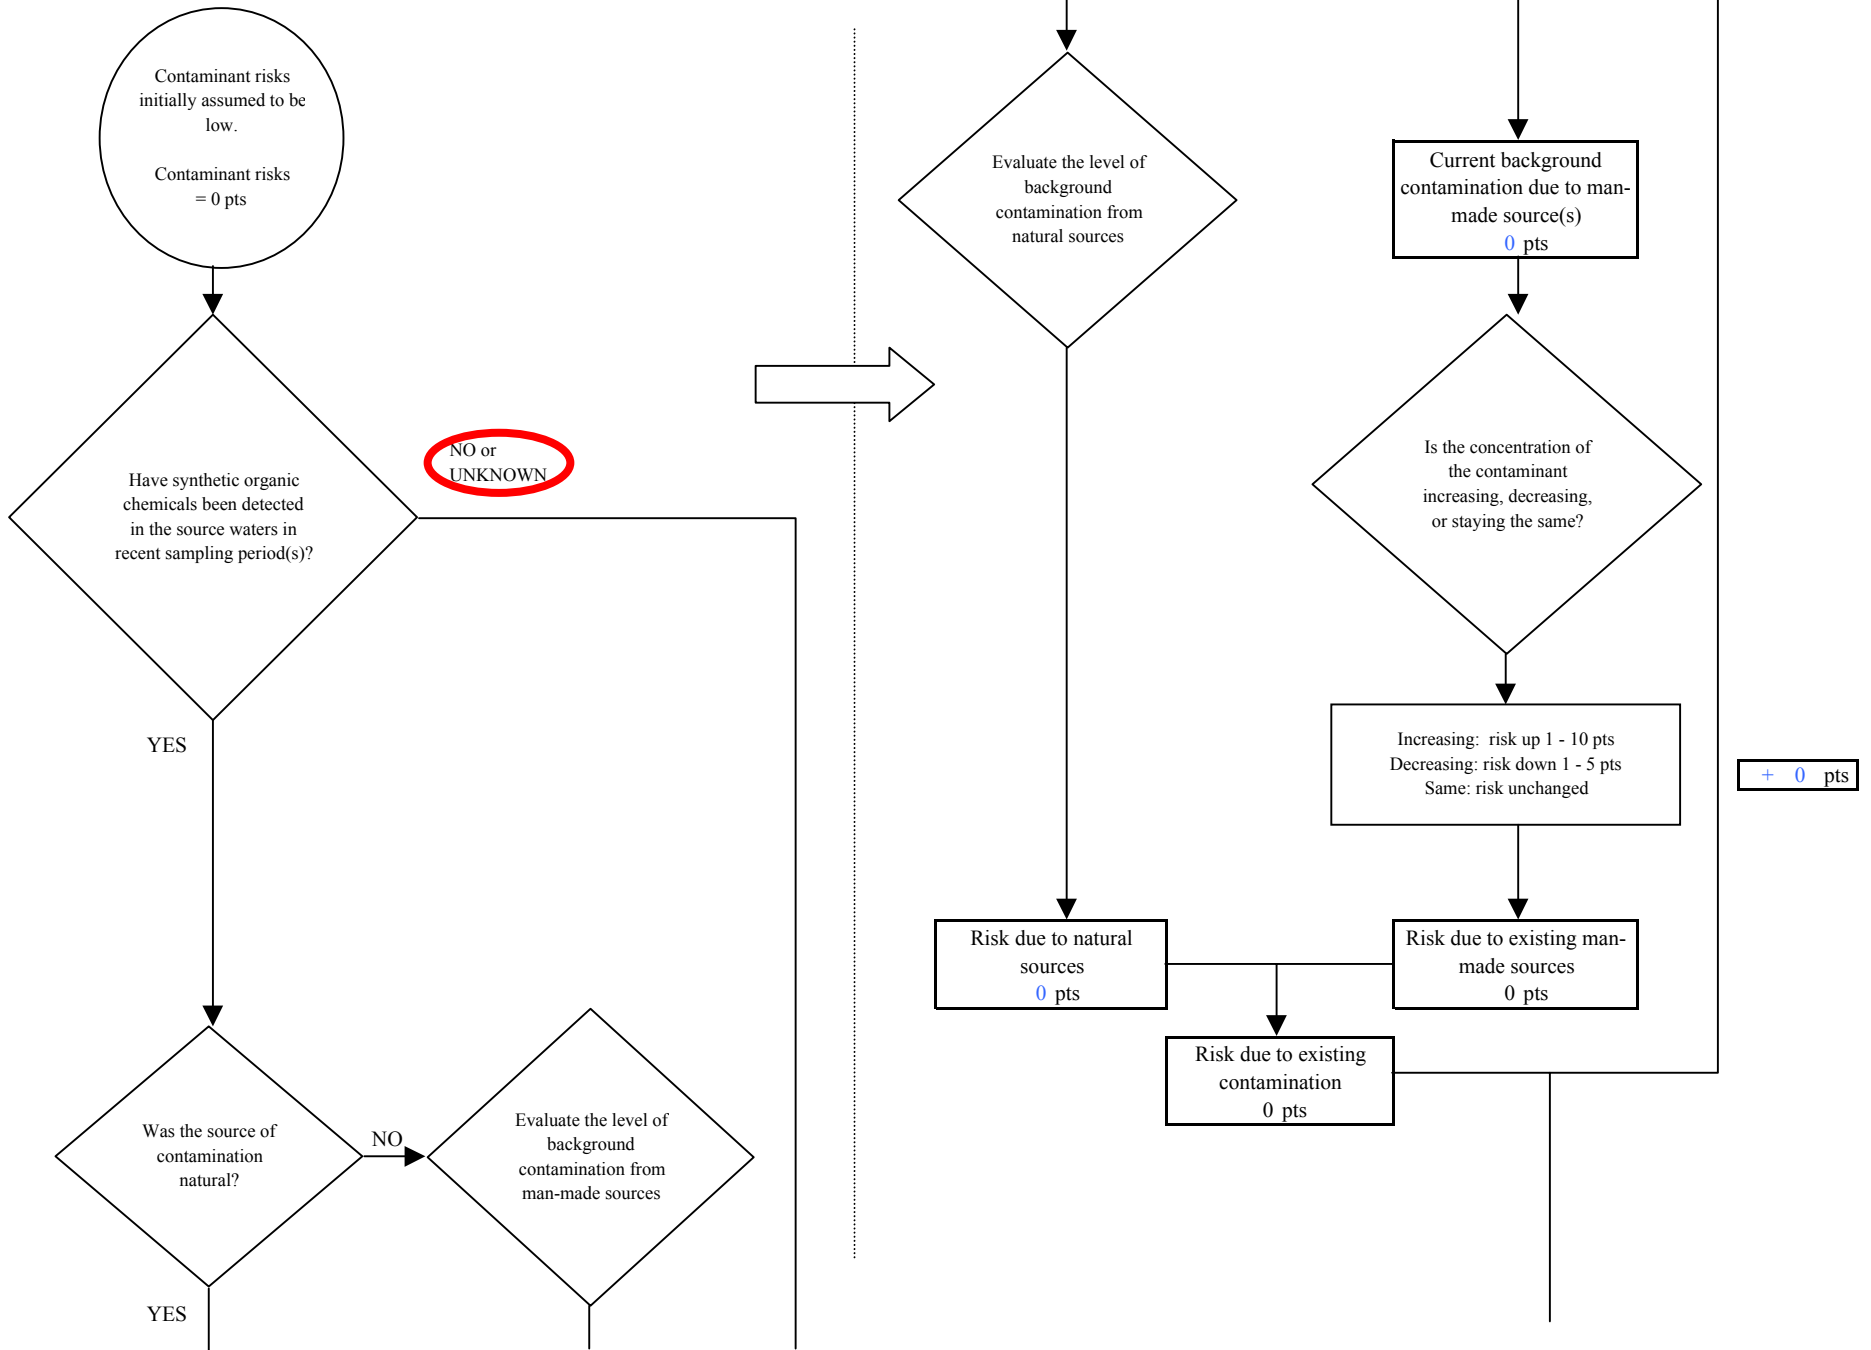 Contaminant risks
initially assumed to be
low.
Contaminant risks
= 0 pts
Have synthetic organic
chemicals been detected
in the source waters in
recent sampling period(s)?
NO or
UNKNOWN
YES
Was the source of
contamination
natural?
NO
Evaluate the level of
background
contamination from
man-made sources
YES
Evaluate the level of
background
contamination from
natural sources
Current background
contamination due to man-
made source(s)
0 pts
Is the concentration of
the contaminant
increasing, decreasing,
or staying the same?
Increasing: risk up 1 - 10 pts
Decreasing: risk down 1 - 5 pts
Same: risk unchanged
+ 0 pts
Risk due to natural
sources
0 pts
Risk due to existing man-
made sources
0 pts
Risk due to existing
contamination
0 pts